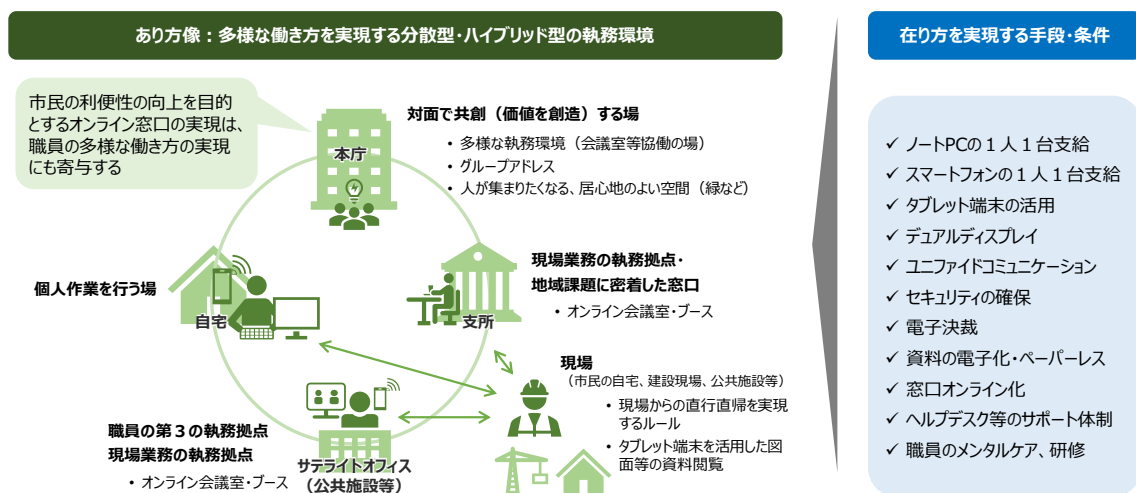 あり方像：多様な働き方を実現する分散型・ハイブリッド型の執務環境
在り方を実現する手段・条件
市民の利便性の向上を目的
とするオンライン窓口の実現は、
職員の多様な働き方の実現
にも寄与する
本庁
対面で共創（価値を創造）する場
• 多様な執務環境（会議室等協働の場）
• グループアドレス
• 人が集まりたくなる、居心地のよい空間（緑など）
個人作業を行う場
自宅
現場業務の執務拠点・
地域課題に密着した窓口
• オンライン会議室・ブース
支所
現場
（市民の自宅、建設現場、公共施設等）
• 現場からの直行直帰を実現
するルール
• タブレット端末を活用した図
面等の資料閲覧
職員の第３の執務拠点
現場業務の執務拠点
• オンライン会議室・ブース
サテライトオフィス
（公共施設等）
✓ ノートPCの１人１台支給
✓ スマートフォンの１人１台支給
✓ タブレット端末の活用
✓ デュアルディスプレイ
✓ ユニファイドコミュニケーション
✓ セキュリティの確保
✓ 電子決裁
✓ 資料の電子化・ペーパーレス
✓ 窓口オンライン化
✓ ヘルプデスク等のサポート体制
✓ 職員のメンタルケア、研修